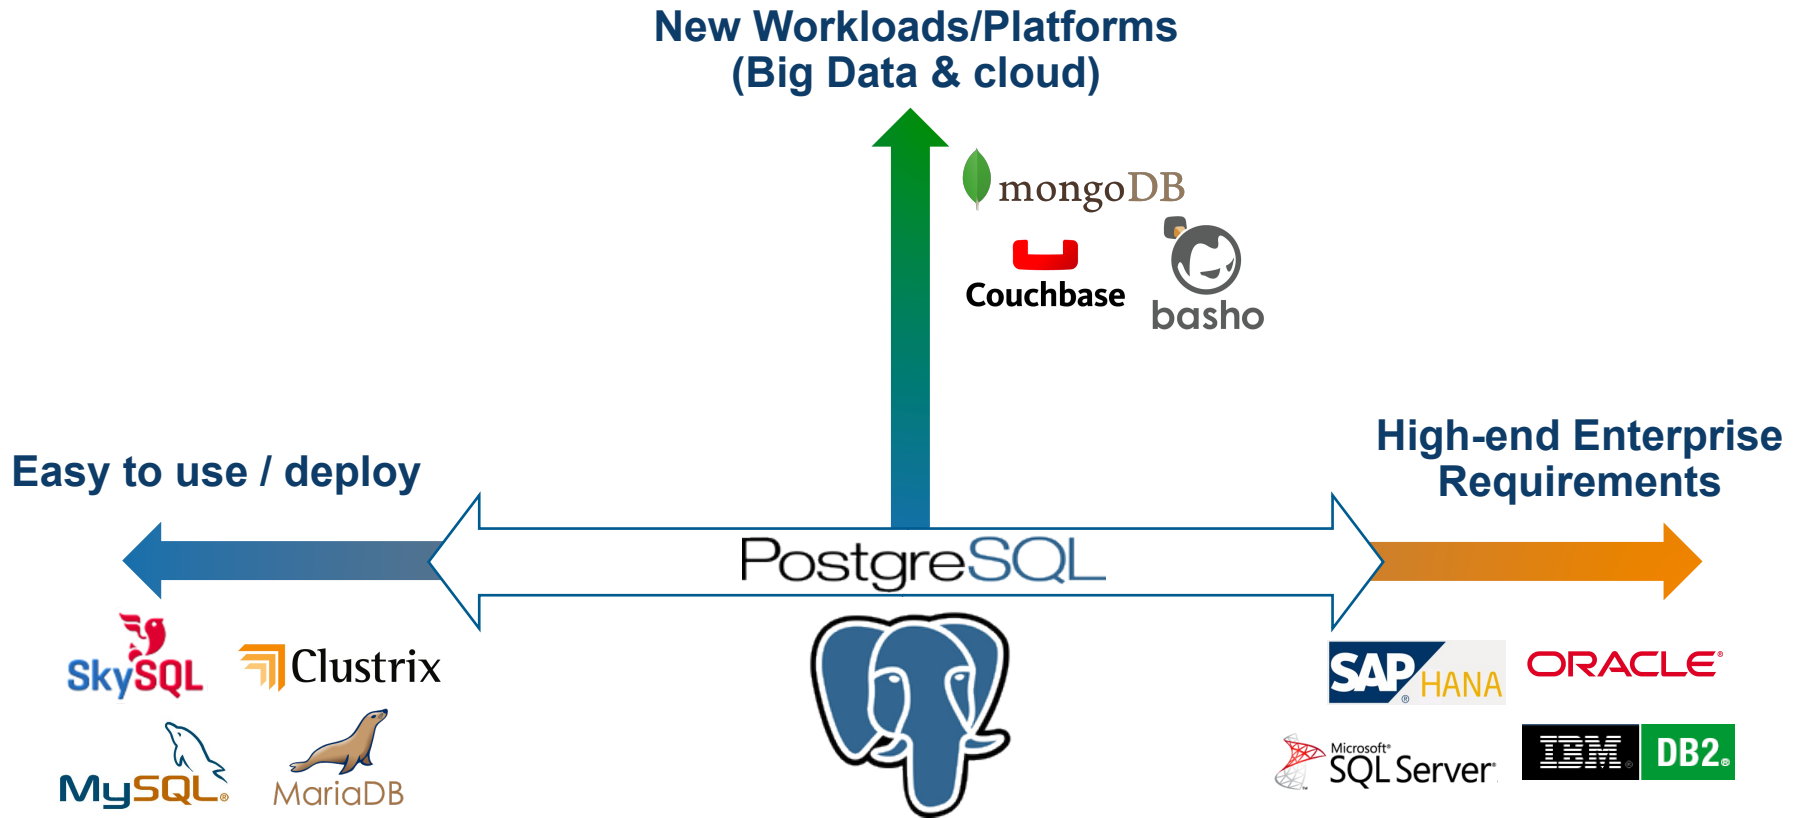 New Workloads/Platforms
(Big Data & cloud)
mongoDB
Couchbase
basho
Easy to use / deploy
High-end Enterprise
Requirements
PostgreSQL
SkySQL
Clustrix
MySQL®
MariaDB
SAP® HANA
ORACLE®
Microsoft®
SQL Server
IBM® DB2®